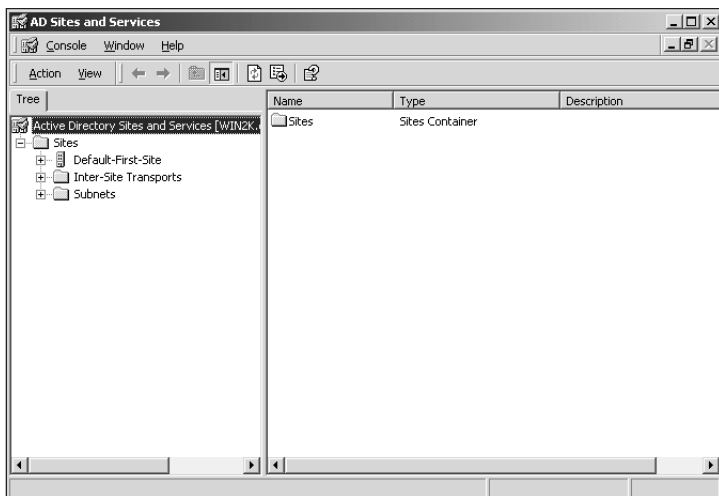 AD Sites and Services
Console Window Help
Action View
Tree
Name Type Description
Active Directory Sites and Services [WIN2K.
Sites Sites Container
Sites
Default-First-Site
Inter-Site Transports
Subnets